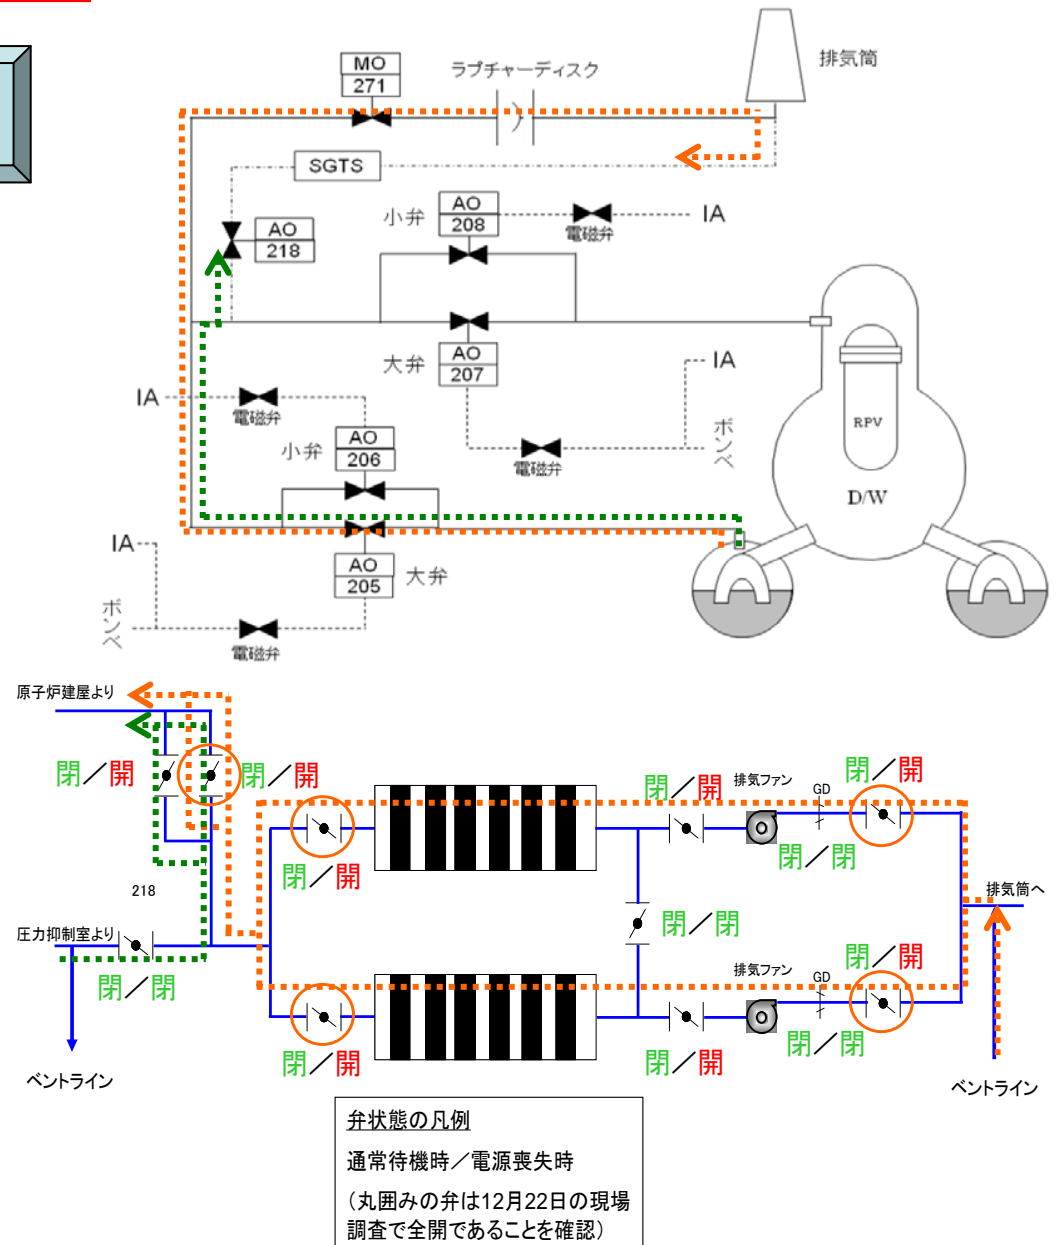 MO
271
ラプチャーディスク
排気筒
SGTS
小弁
AO
208
IA
電磁弁
AO
218
大弁
AO
207
IA
IA
電磁弁
ボンベ
電磁弁
小弁
AO
206
RPV
D/W
IA
AO
205
大弁
ボンベ
電磁弁
原子炉建屋より
閉／開
閉／開
閉／開
排気ファン
GD
閉／開
閉／開
閉／閉
218
閉／閉
排気筒へ
圧力抑制室より
閉／閉
排気ファン
GD
閉／開
閉／開
閉／開
閉／閉
ベントライン
ベントライン
弁状態の凡例
通常待機時／電源喪失時
(丸囲みの弁は12月22日の現場
調査で全開であることを確認)